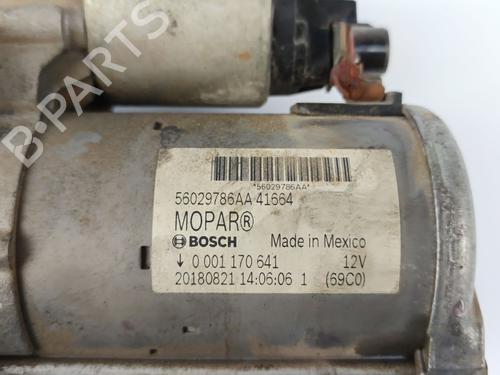 B-PARTS
*56029786AA*
56029786AA 41664
MOPAR®
BOSCH Made in Mexico
↓ 0 001 170 641 12V
20180821 14:06:06 1 (69C0)